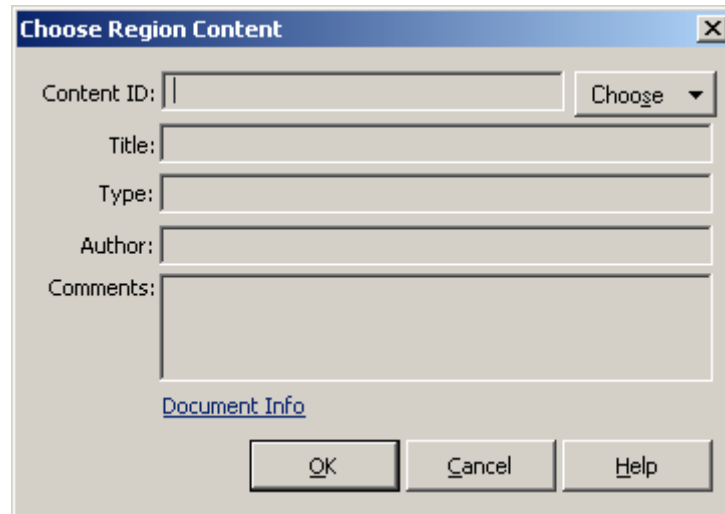 Choose Region Content
Content ID: Choose
Title:
Type:
Author:
Comments:
Document Info
OK Cancel Help